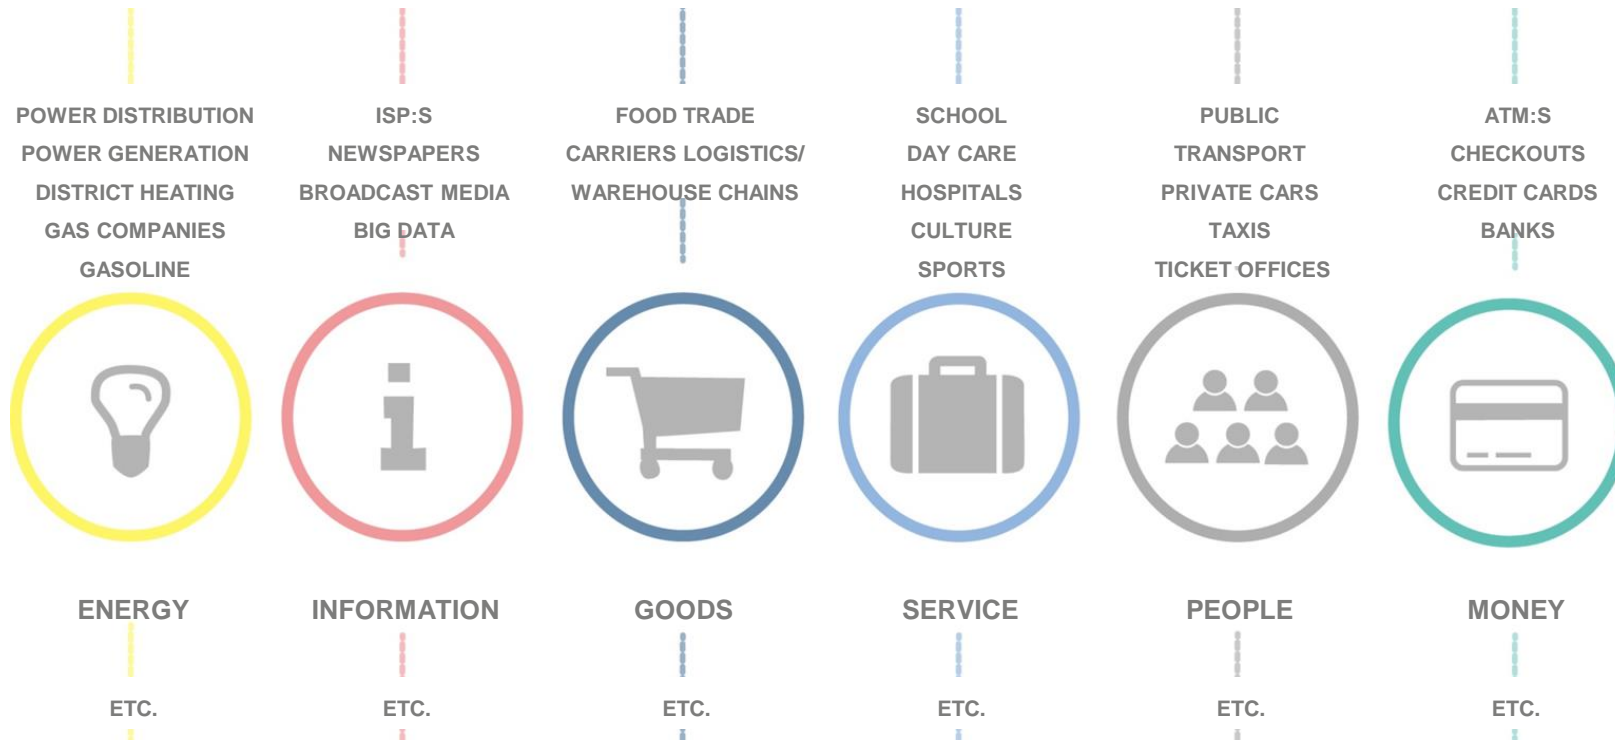 POWER DISTRIBUTION
POWER GENERATION
DISTRICT HEATING
GAS COMPANIES
GASOLINE
ENERGY
ETC.
ISP:S
NEWSPAPERS
BROADCAST MEDIA
BIG DATA
INFORMATION
ETC.
FOOD TRADE
CARRIERS LOGISTICS/
WAREHOUSE CHAINS
GOODS
ETC.
SCHOOL
DAY CARE
HOSPITALS
CULTURE
SPORTS
SERVICE
ETC.
PUBLIC
TRANSPORT
PRIVATE CARS
TAXIS
TICKET OFFICES
PEOPLE
ETC.
ATM:S
CHECKOUTS
CREDIT CARDS
BANKS
MONEY
ETC.